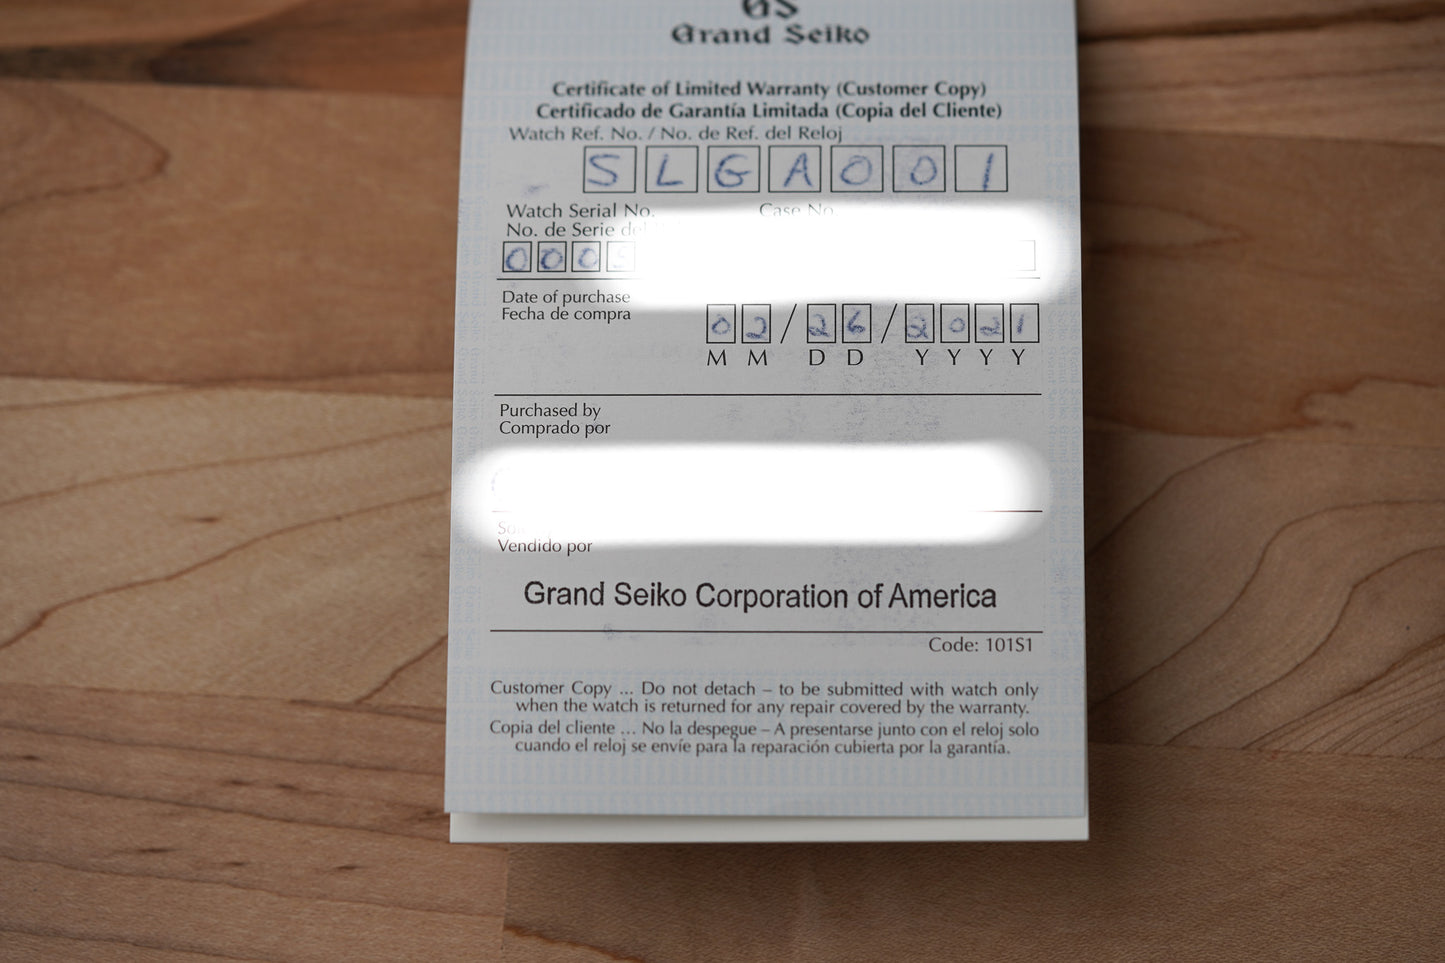 GS
Grand Seiko
Certificate of Limited Warranty (Customer Copy)
Certificado de Garantía Limitada (Copia del Cliente)
Watch Ref. No. / No. de Ref. del Reloj
SLGA001
Watch Serial No. Case No.
No. de Serie del
000
Date of purchase
Fecha de compra
02/26/2021
M M D D Y Y Y Y
Purchased by
Comprado por
Vendido por
Grand Seiko Corporation of America
Code: 101S1
Customer Copy ... Do not detach – to be submitted with watch only
when the watch is returned for any repair covered by the warranty.
Copia del cliente ... No la despegue – A presentarse junto con el reloj solo
cuando el reloj se envíe para la reparación cubierta por la garantía.